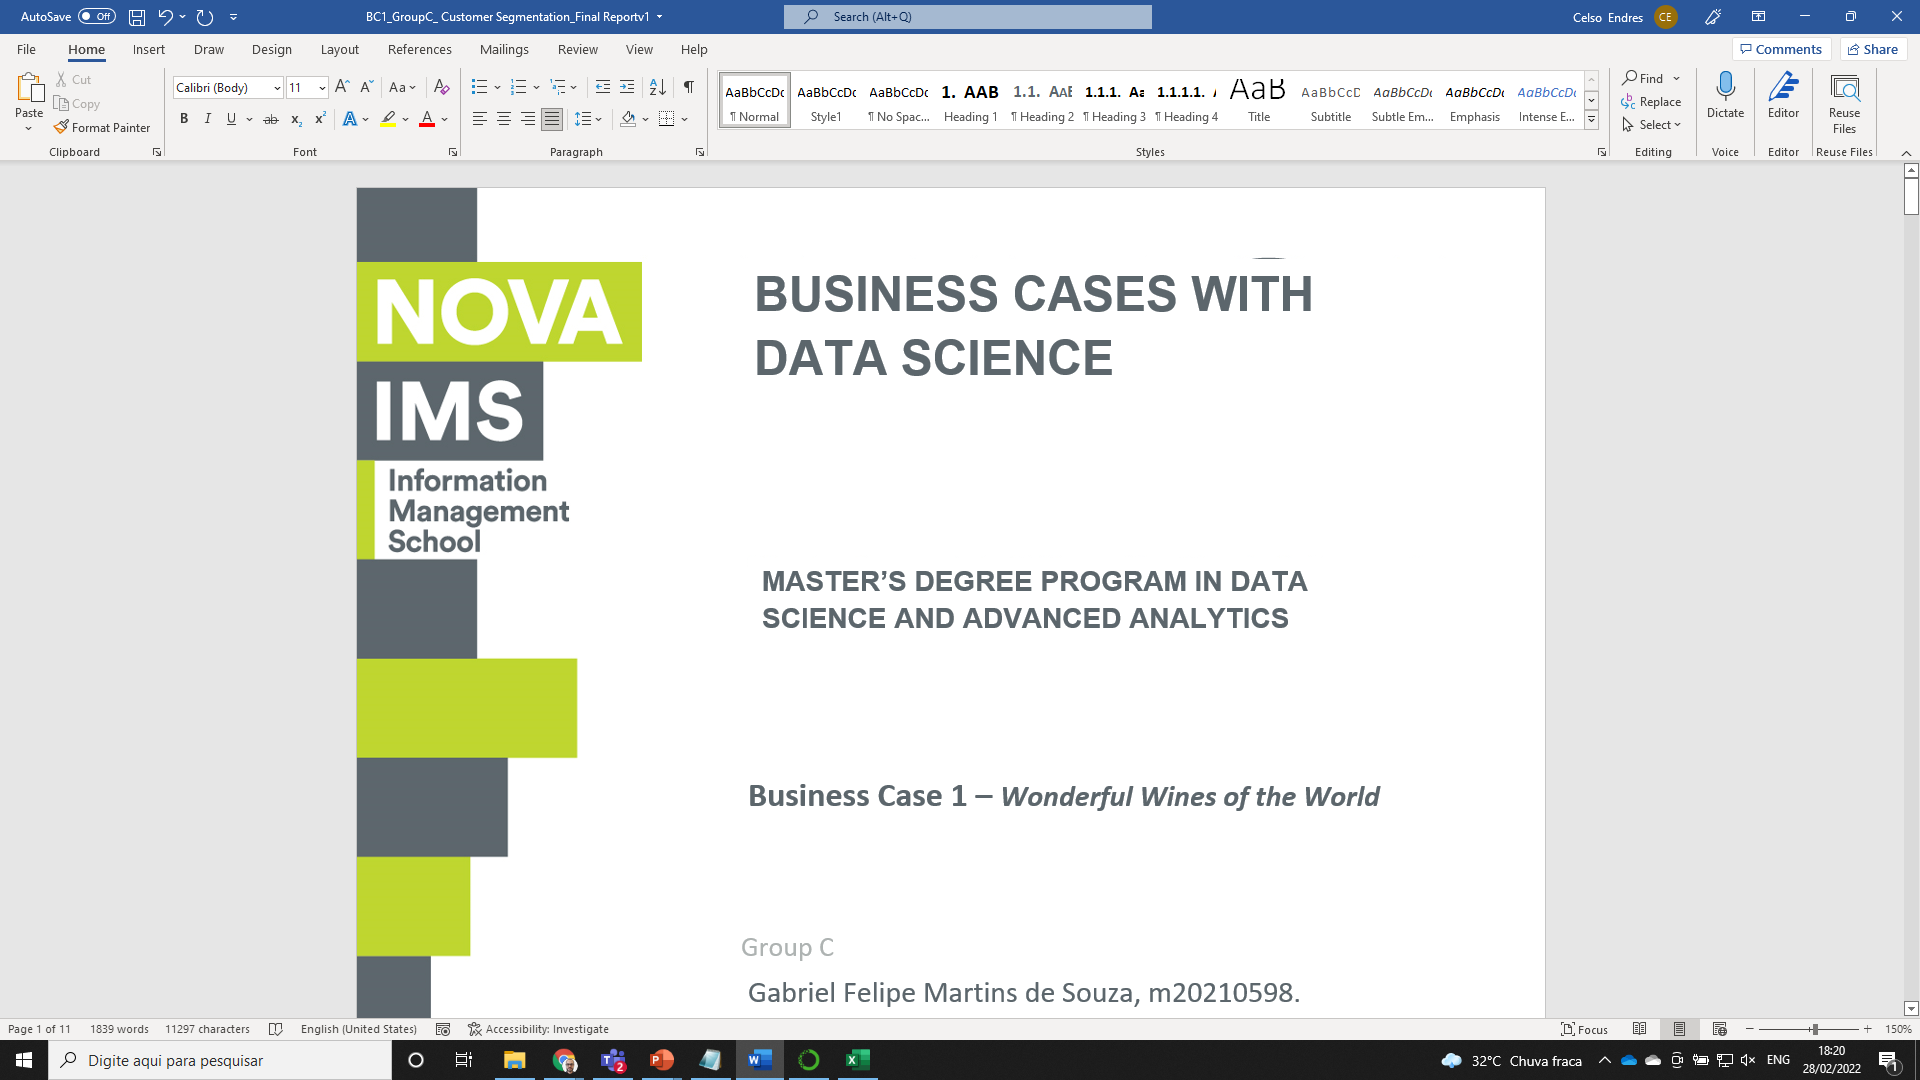 AutoSave Off BC1_GroupC_ Customer Segmentation_Final Reportv1 Search (Alt+Q) Celso Endres CE
File Home Insert Draw Design Layout References Mailings Review View Help Comments Share
Paste Cut Copy Format Painter
Calibri (Body) 11
AaBbCcDc AaBbCcDc AaBbCcDc 1. AAB 1.1. AAE 1.1.1. Aa 1.1.1.1. AaB AaBbCcD AaBbCcDc AaBbCcDc AaBbCcDc
¶ Normal Style1 ¶ No Spac... Heading 1 ¶ Heading 2 ¶ Heading 3 ¶ Heading 4 Title Subtitle Subtle Em... Emphasis Intense E...
Find Replace Select
Dictate Editor Reuse Files
Clipboard Font Paragraph Styles Editing Voice Editor Reuse Files
NOVA
IMS
Information
Management
School
BUSINESS CASES WITH
DATA SCIENCE
MASTER’S DEGREE PROGRAM IN DATA
SCIENCE AND ADVANCED ANALYTICS
Business Case 1 – Wonderful Wines of the World
Group C
Gabriel Felipe Martins de Souza, m20210598.
Page 1 of 11 1839 words 11297 characters English (United States) Accessibility: Investigate Focus 150%
Digite aqui para pesquisar 2 32°C Chuva fraca ENG 18:20
28/02/2022 1